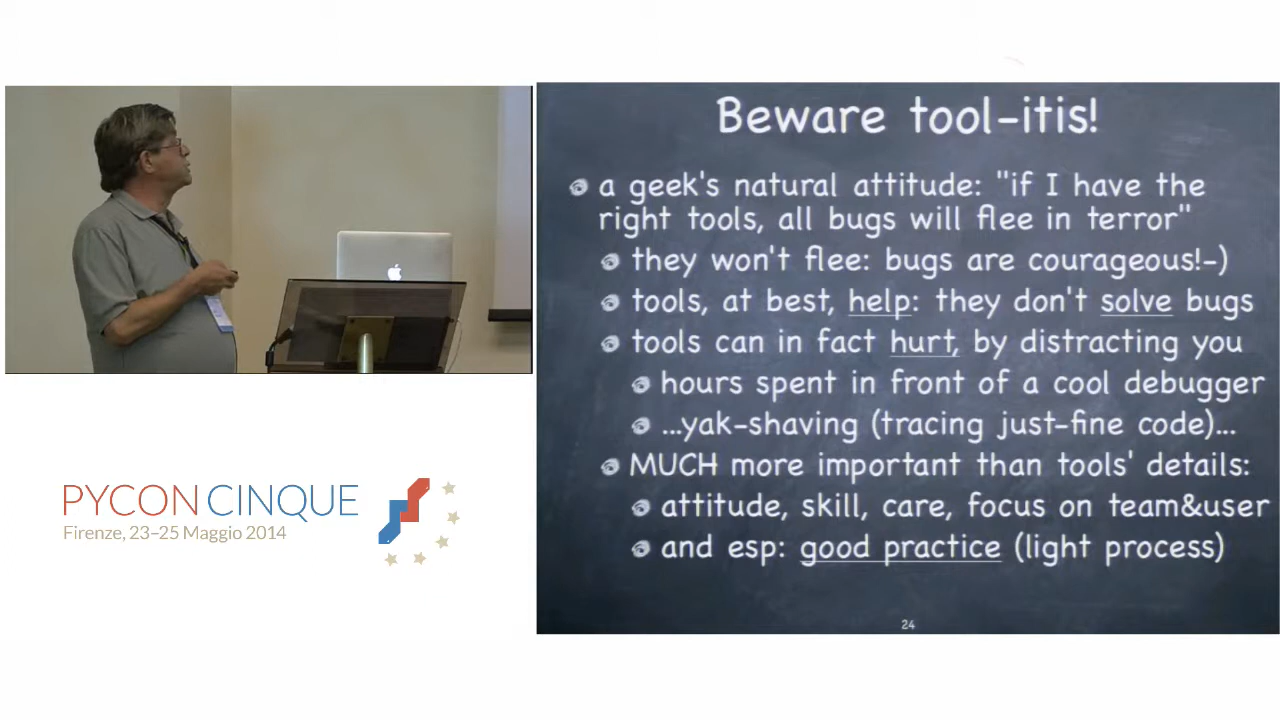 Beware tool-itis!
a geek's natural attitude: "if I have the
right tools, all bugs will flee in terror"
they won't flee: bugs are courageous!-)
tools, at best, help: they don't solve bugs
tools can in fact hurt, by distracting you
hours spent in front of a cool debugger
...yak-shaving (tracing just-fine code)...
MUCH more important than tools' details:
attitude, skill, care, focus on team&user
and esp: good practice (light process)
24
PYCON CINQUE
Firenze, 23-25 Maggio 2014